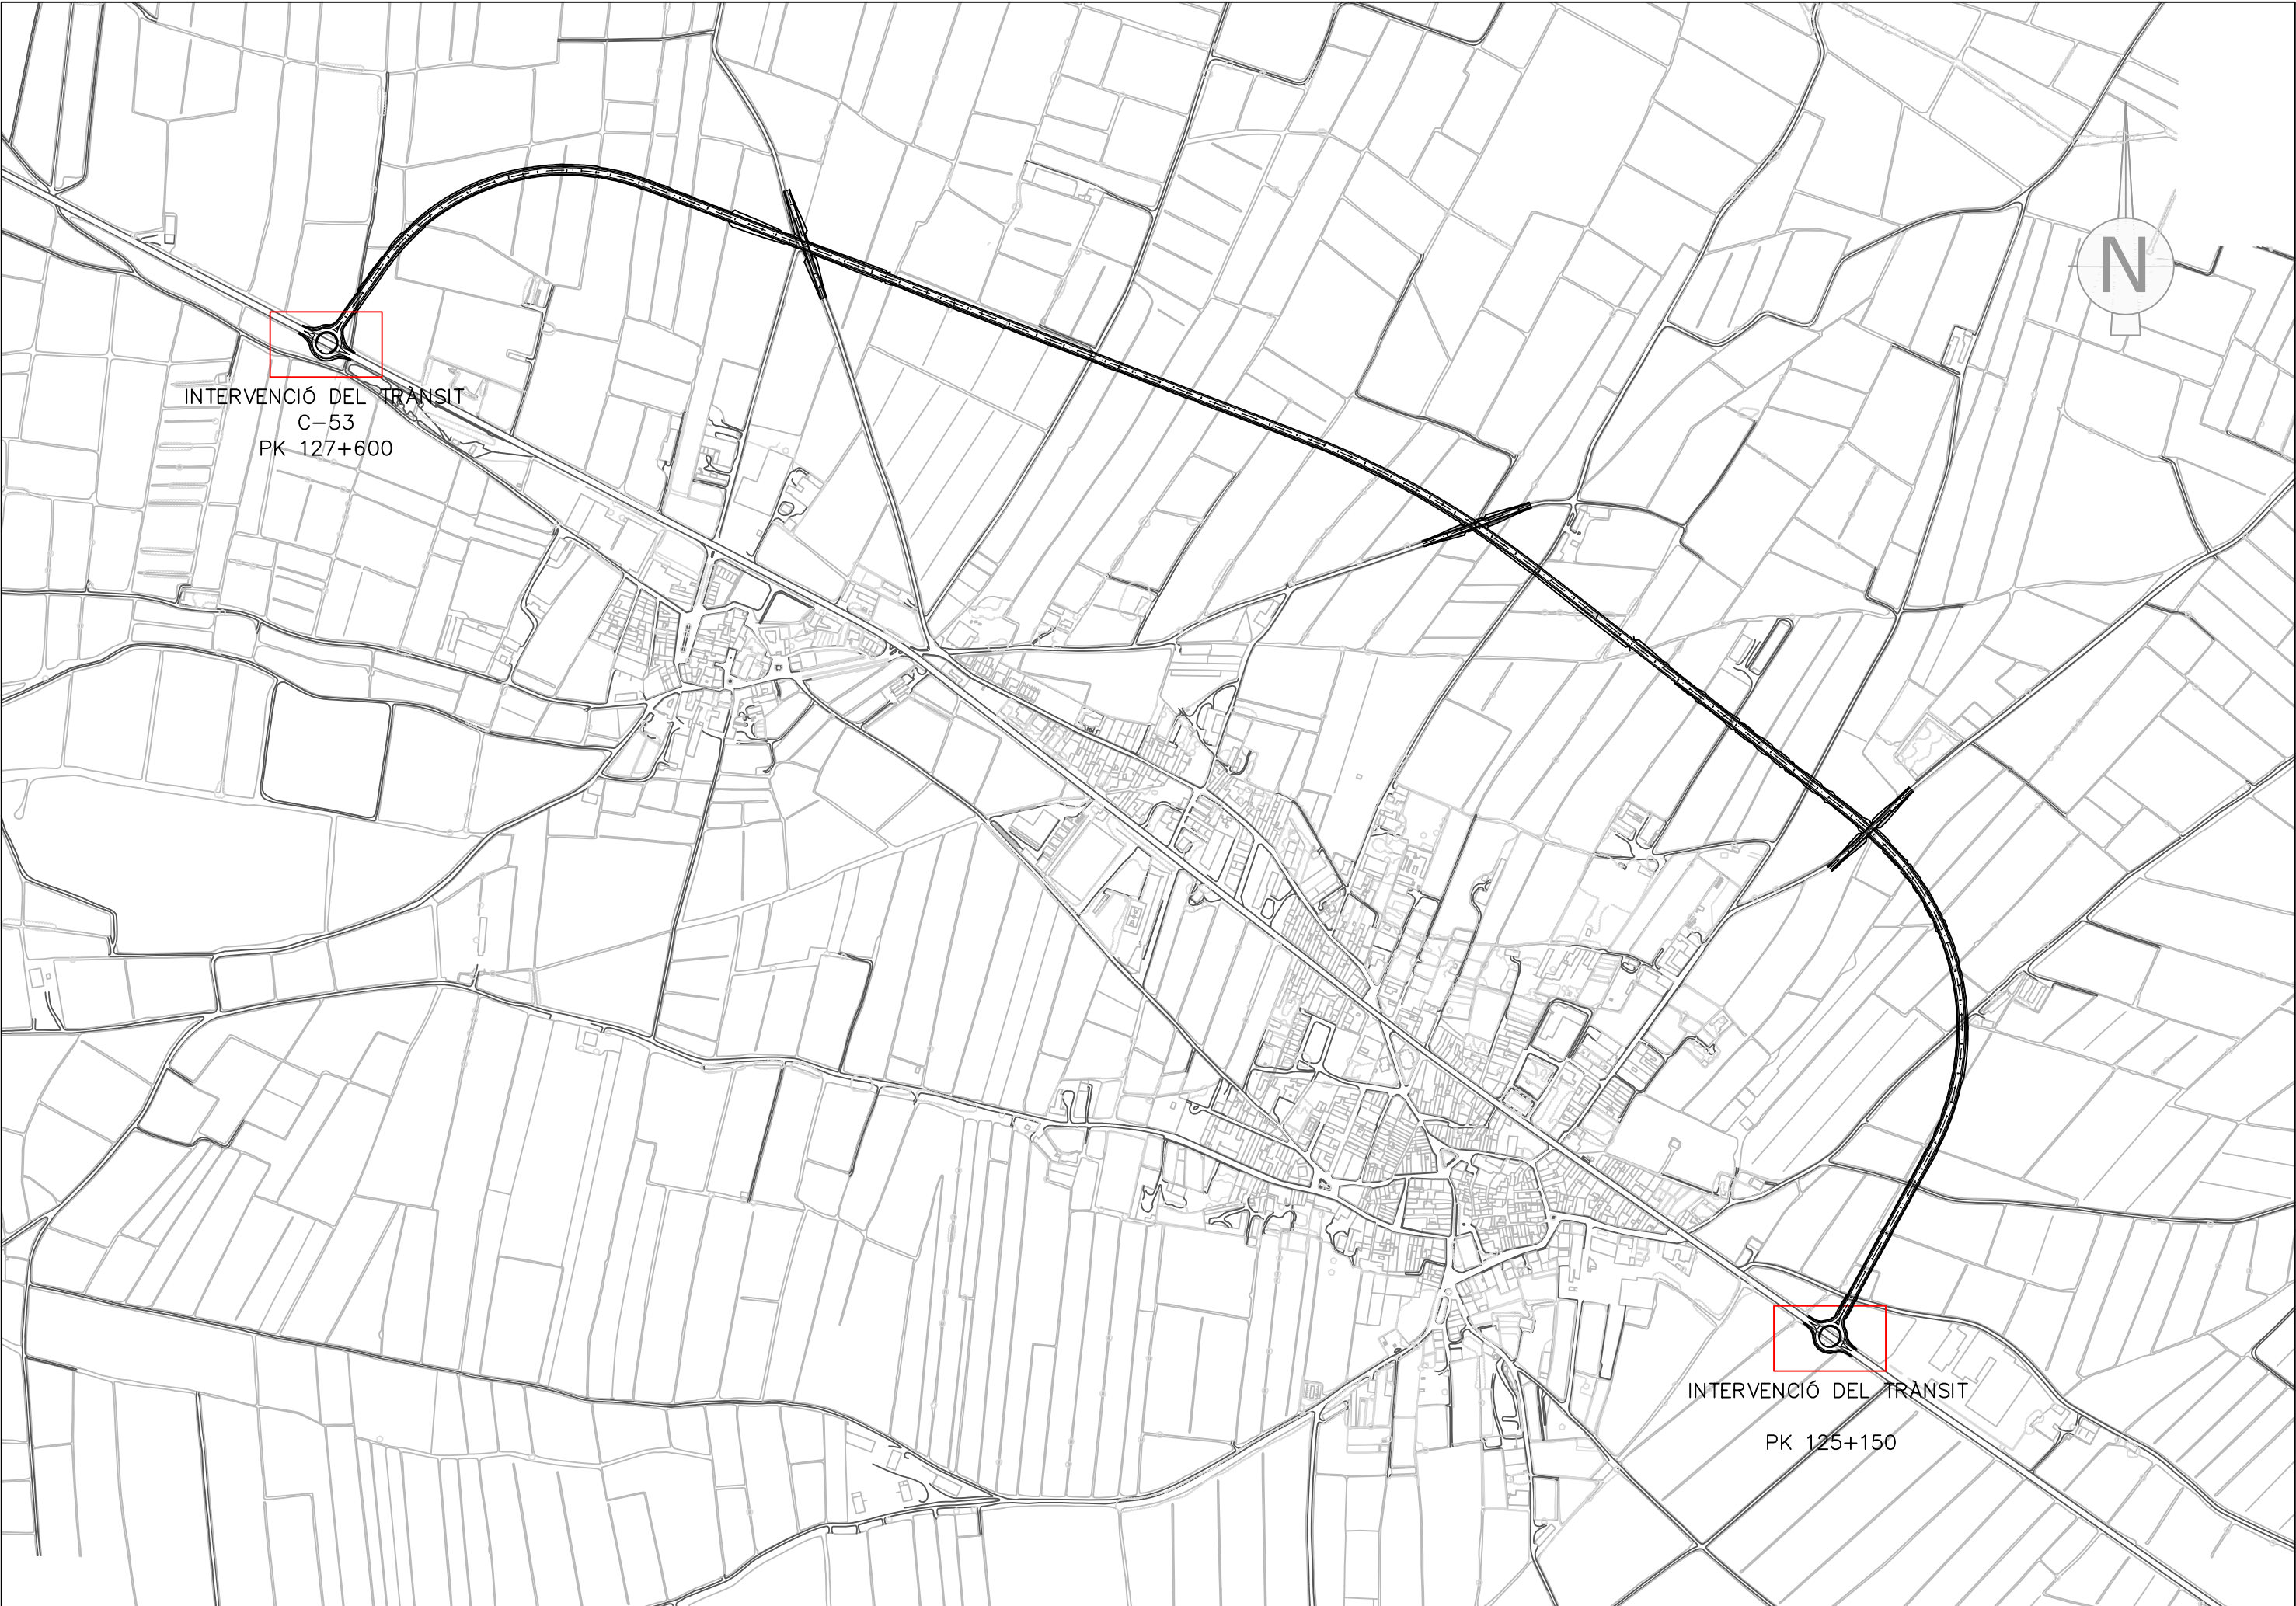 N
INTERVENCIÓ DEL TRÀNSIT
C-53
PK 127+600
INTERVENCIÓ DEL TRÀNSIT
PK 125+150